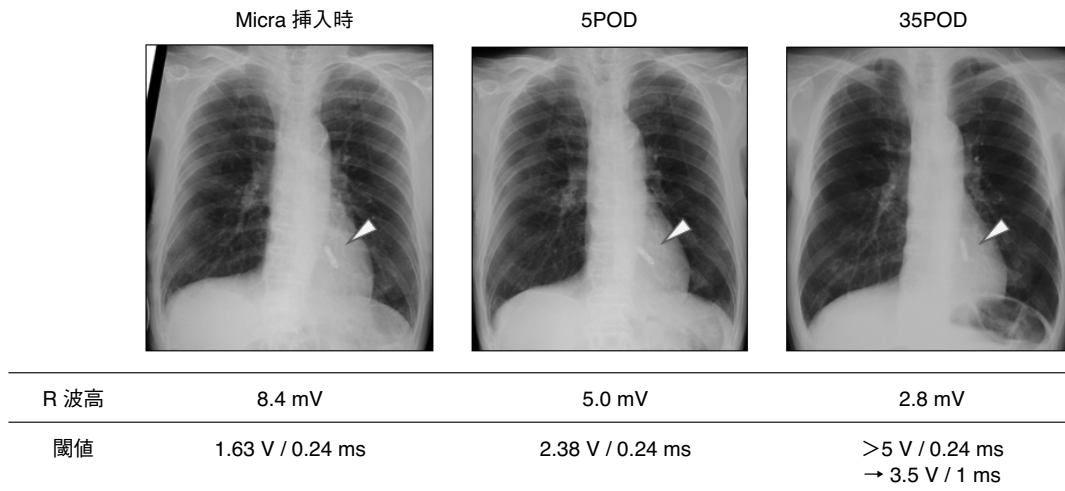 Micra 挿入時 5POD 35POD
R 波高 8.4 mV 5.0 mV 2.8 mV
閾値 1.63 V / 0.24 ms 2.38 V / 0.24 ms ＞5 V / 0.24 ms
→ 3.5 V / 1 ms